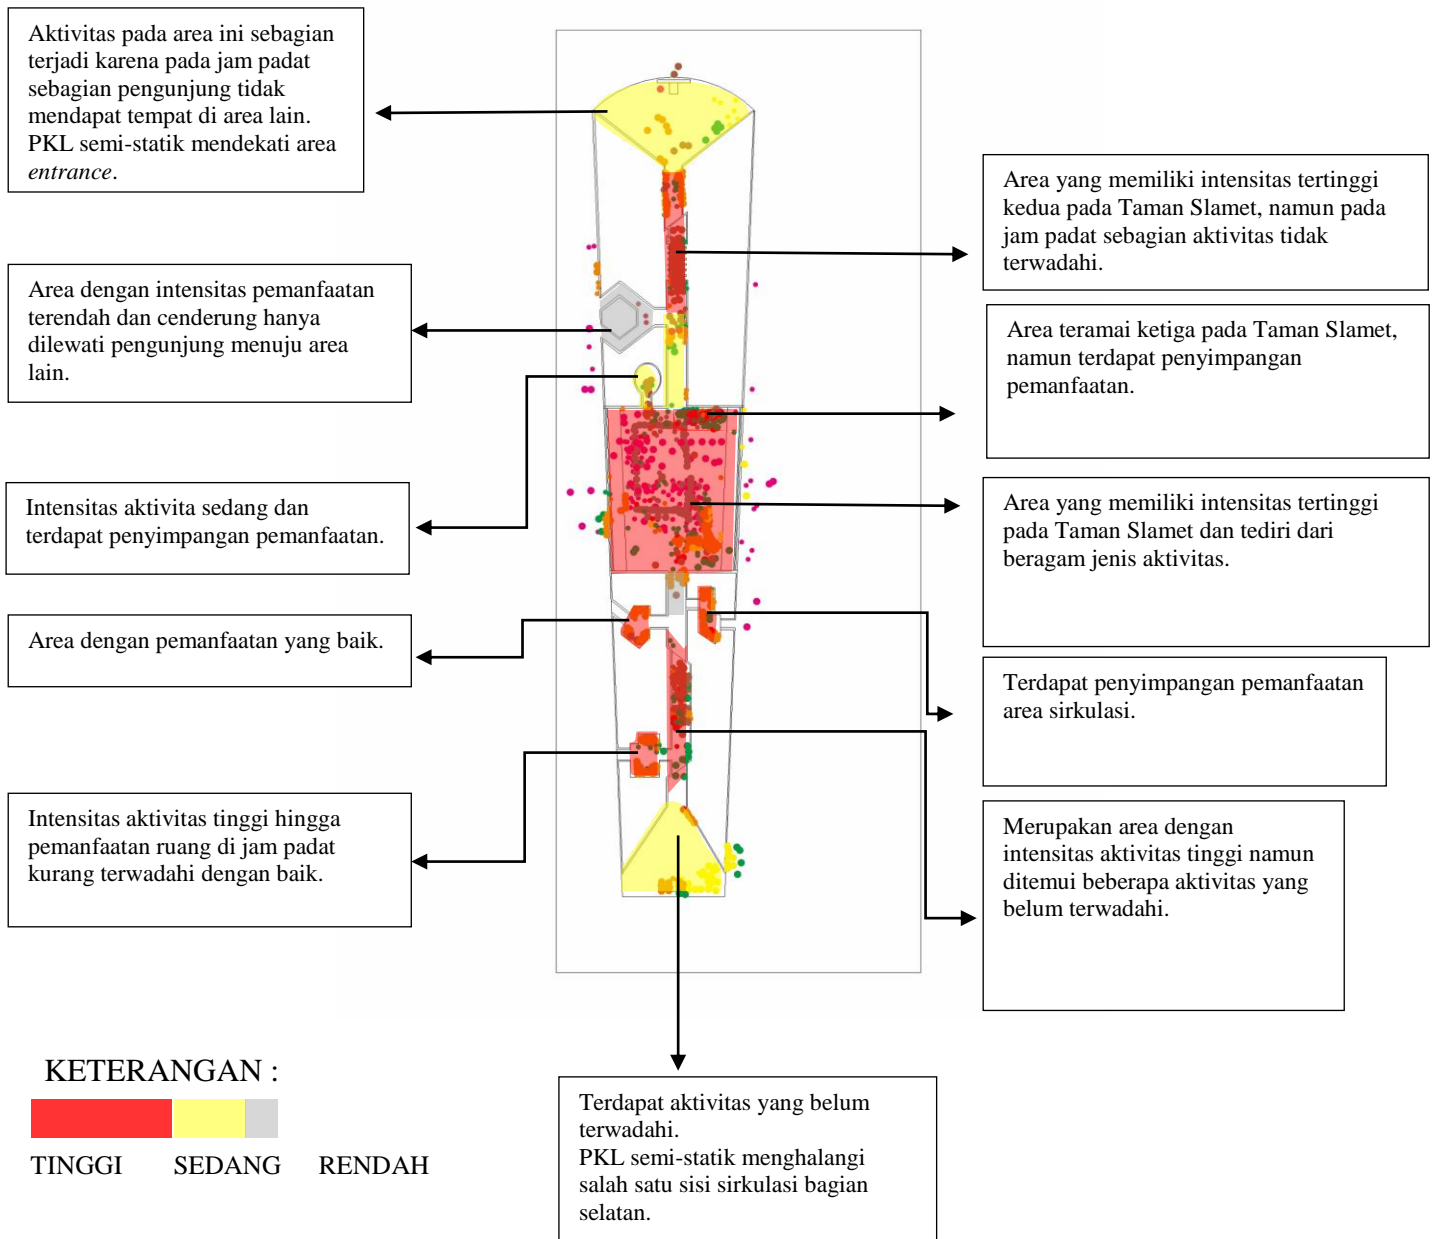 Aktivitas pada area ini sebagian
terjadi karena pada jam padat
sebagian pengunjung tidak
mendapat tempat di area lain.
PKL semi-statik mendekati area
entrance.
Area dengan intensitas pemanfaatan
terendah dan cenderung hanya
dilewati pengunjung menuju area
lain.
Intensitas aktivita sedang dan
terdapat penyimpangan pemanfaatan.
Area dengan pemanfaatan yang baik.
Intensitas aktivitas tinggi hingga
pemanfaatan ruang di jam padat
kurang terwadahi dengan baik.
Area yang memiliki intensitas tertinggi
kedua pada Taman Slamet, namun pada
jam padat sebagian aktivitas tidak
terwadahi.
Area teramai ketiga pada Taman Slamet,
namun terdapat penyimpangan
pemanfaatan.
Area yang memiliki intensitas tertinggi
pada Taman Slamet dan tediri dari
beragam jenis aktivitas.
Terdapat penyimpangan pemanfaatan
area sirkulasi.
Merupakan area dengan
intensitas aktivitas tinggi namun
ditemui beberapa aktivitas yang
belum terwadahi.
Terdapat aktivitas yang belum
terwadahi.
PKL semi-statik menghalangi
salah satu sisi sirkulasi bagian
selatan.
KETERANGAN :
TINGGI SEDANG RENDAH